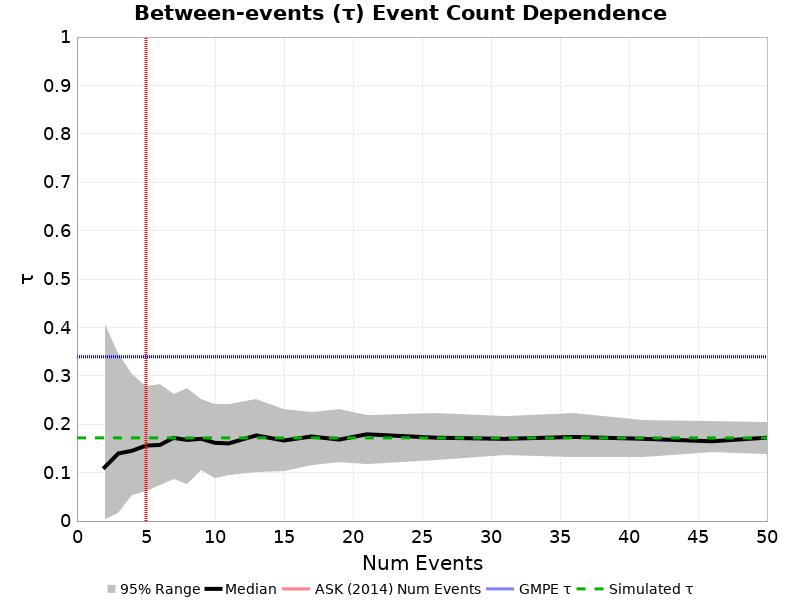 Between-events (τ) Event Count Dependence
1
0.9
0.8
0.7
0.6
0.5
0.4
0.3
0.2
0.1
0
τ
0 5 10 15 20 25 30 35 40 45 50
Num Events
95% Range Median ASK (2014) Num Events GMPE τ Simulated τ